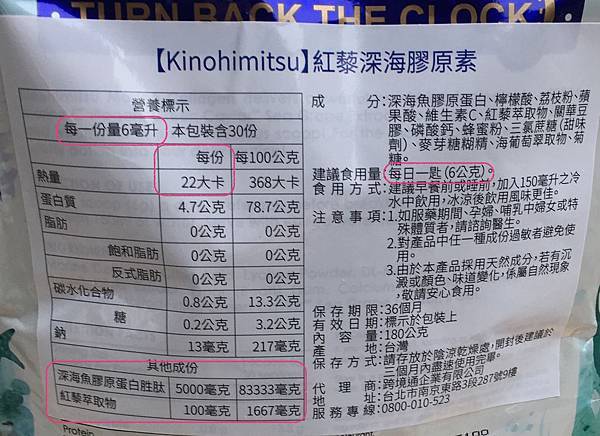 TURN BACK THE CLOCK
【Kinohimitsu】紅藜深海膠原素
營養標示
每一份量6毫升 本包裝含30份
每份 每100公克
熱量 22大卡 368大卡
蛋白質 4.7公克 78.7公克
脂肪 0公克 0公克
飽和脂肪 0公克 0公克
反式脂肪 0公克 0公克
碳水化合物 0.8公克 13.3公克
糖 0.2公克 3.2公克
鈉 13毫克 217毫克
其他成份
深海魚膠原蛋白胜肽 5000毫克 83333毫克
紅藜萃取物 100毫克 1667毫克
成分:深海魚膠原蛋白、檸檬酸、荔枝粉、蘋
果酸、維生素C、紅藜萃取物、關華豆
膠、磷酸鈣、蜂蜜粉、三氯蔗糖(甜味
劑)、麥芽糊精、海葡萄萃取物、菊
糖。
建議食用量:每日一匙(6公克)。
食用方式:建議早餐前或睡前,加入150毫升之冷
水中飲用,冰涼後飲用風味更佳。
注意事項:1.如服藥期間、孕婦、哺乳中婦女或特
殊體質者,請諮詢醫生。
2.對產品中任一種成份過敏者避免使
用。
3.由於本產品採用天然成分,若有沉
澱或顏色、味道變化,係屬自然現象
,敬請安心食用。
保存期限:36個月
有效日期:標示於包裝上
內容量:180公克
產地:台灣
保存方式:請存放於陰涼乾燥處,開封後建議於
三個月內盡速使用完畢。
代理商:跨境通企業有限公司
地址:台北市南京東路3段287號9樓
服務專線:0800-010-523
Protein